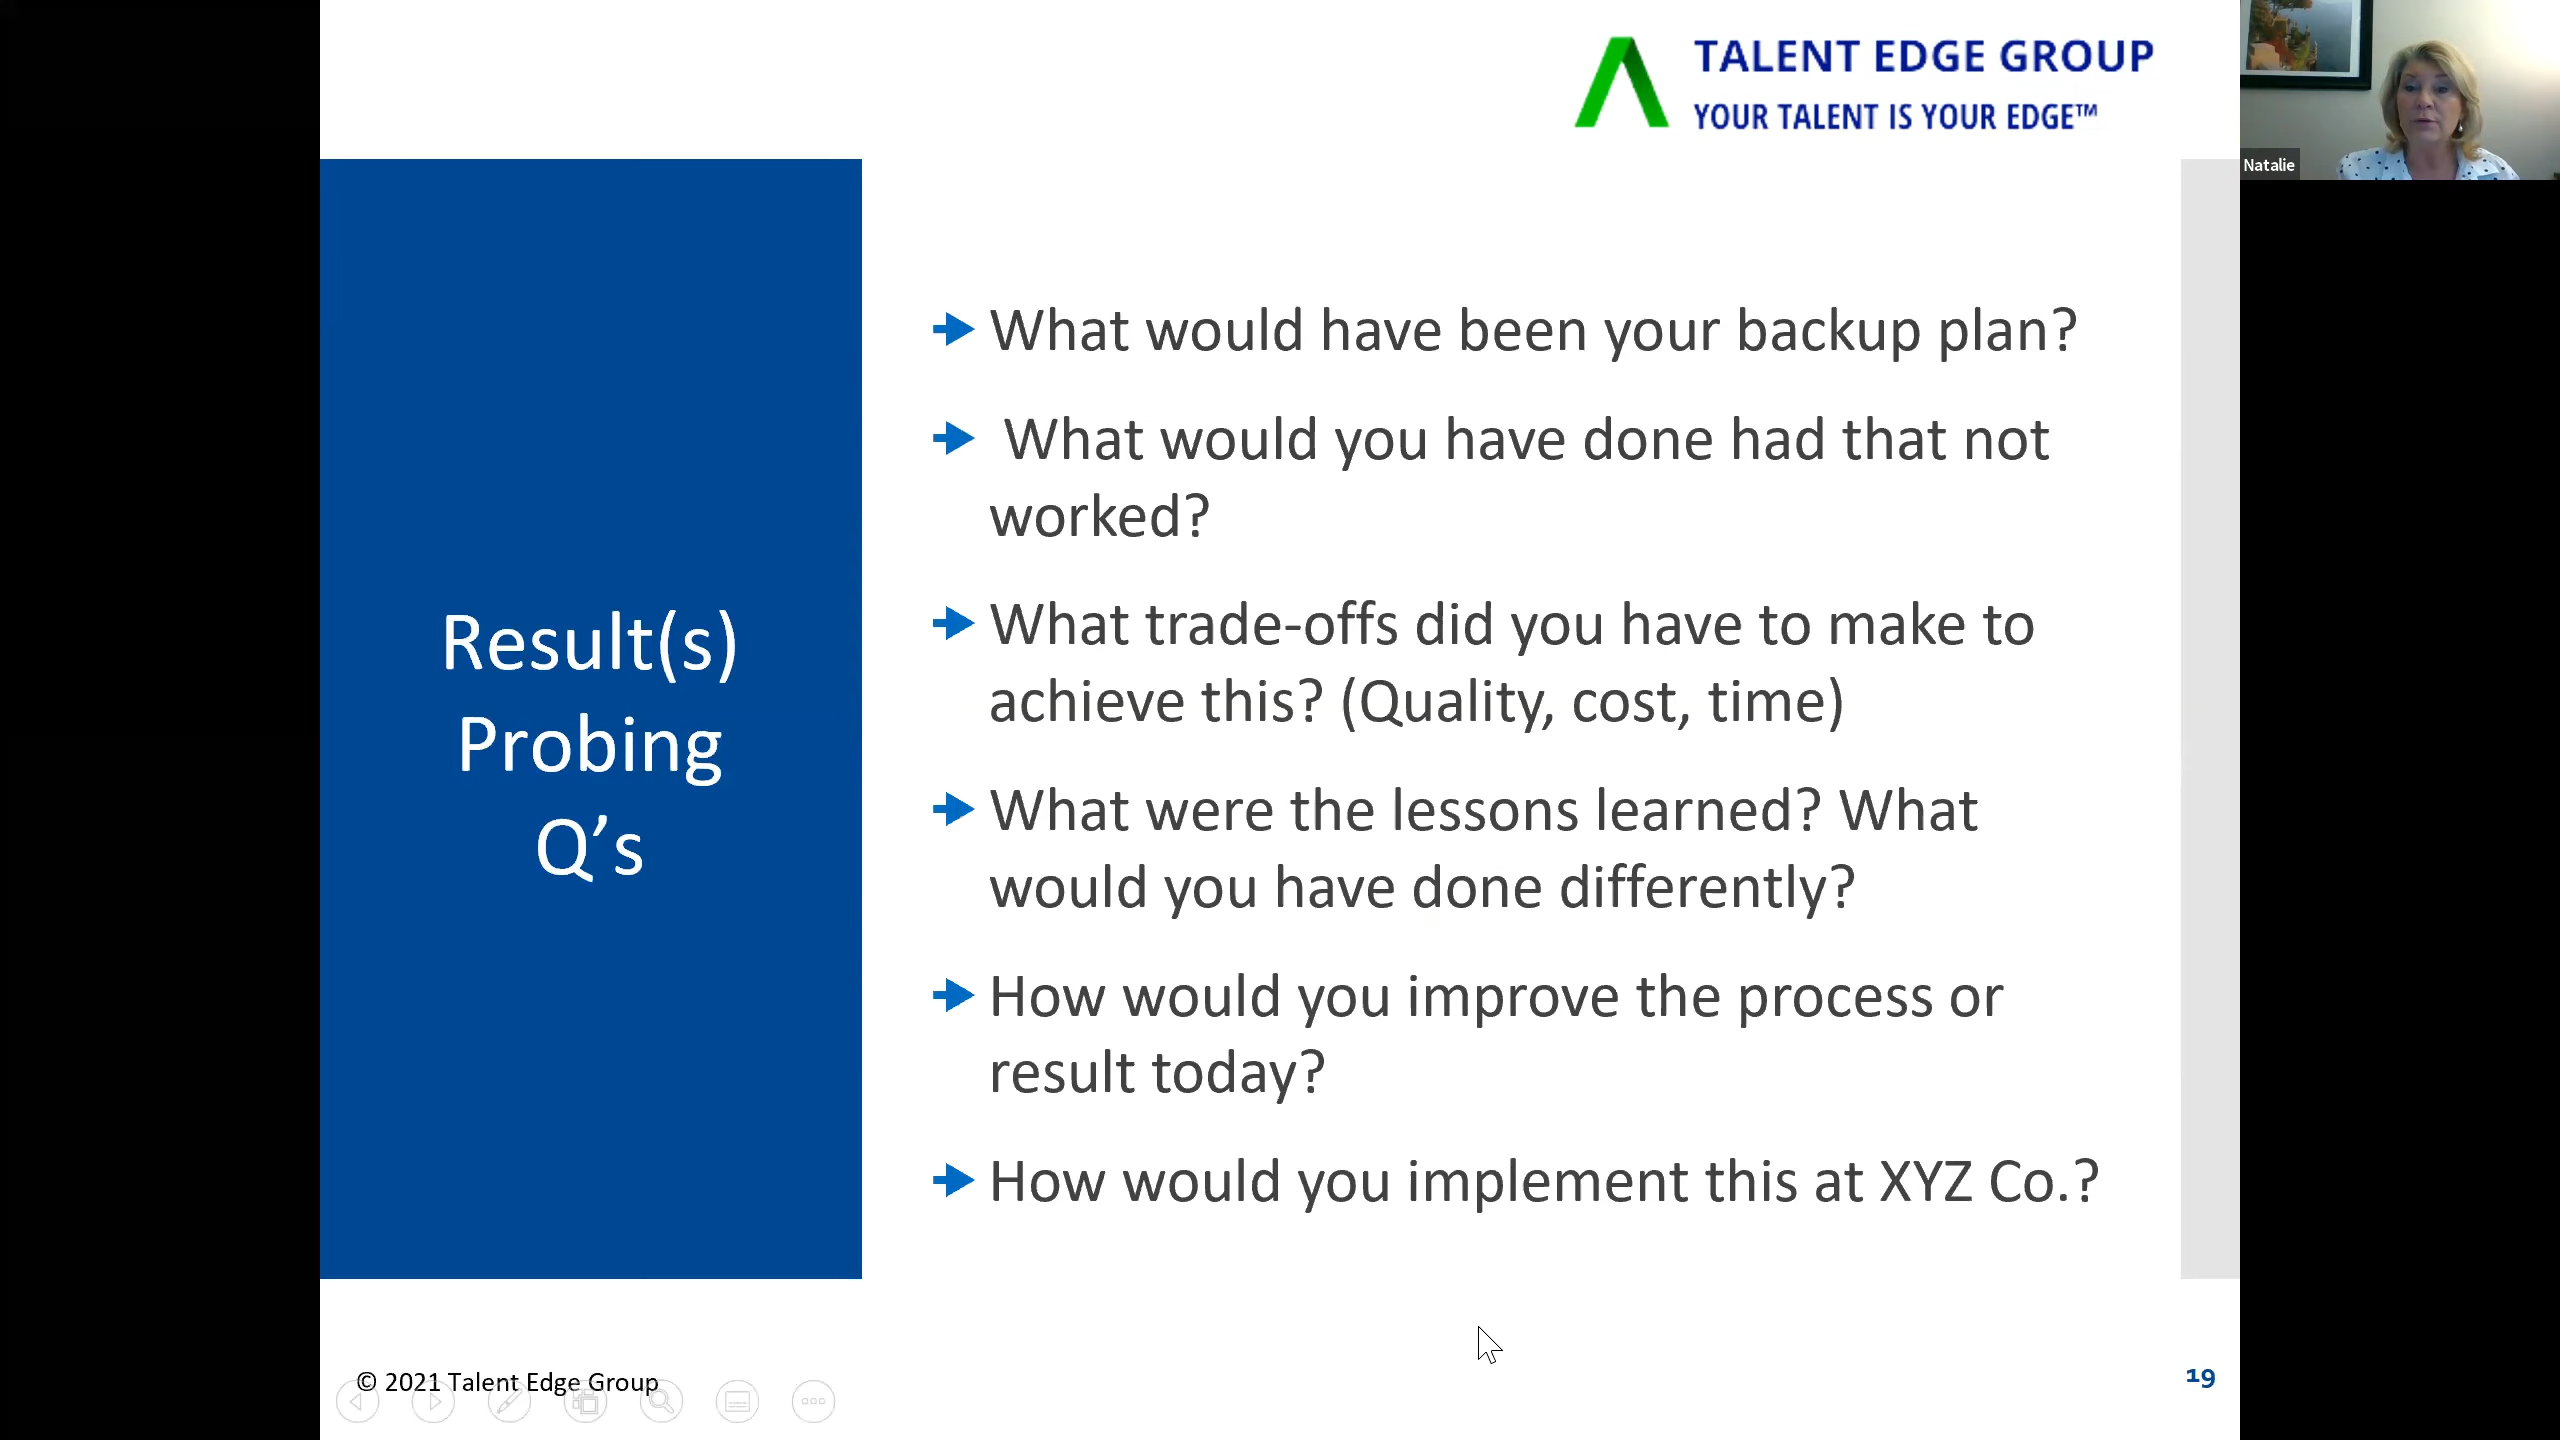 TALENT EDGE GROUP
YOUR TALENT IS YOUR EDGE™
Natalie
Result(s)
Probing
Q’s
What would have been your backup plan?
What would you have done had that not
worked?
What trade-offs did you have to make to
achieve this? (Quality, cost, time)
What were the lessons learned? What
would you have done differently?
How would you improve the process or
result today?
How would you implement this at XYZ Co.?
© 2021 Talent Edge Group
19